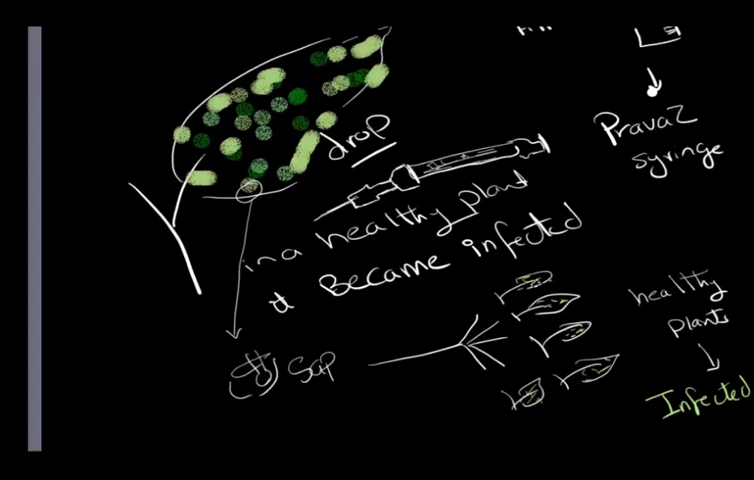 PravaZ
syringe
drop
in a healthy plant
it Became infected
Sap
healthy
plants
Infected